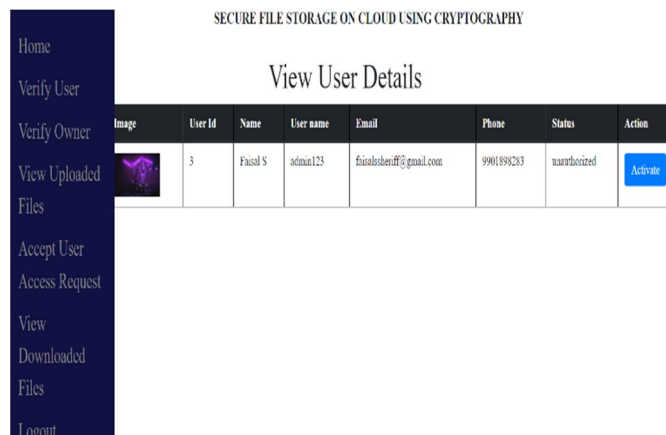 SECURE FILE STORAGE ON CLOUD USING CRYPTOGRAPHY
Home
Verify User
Verify Owner
View Uploaded
Files
Accept User
Access Request
View
Downloaded
Files
Logout
View User Details
Image User Id Name User name Email Phone Status Action
3 Faisal S admin123 faisalssheriff@gmail.com 9901898283 unauthorized Activate